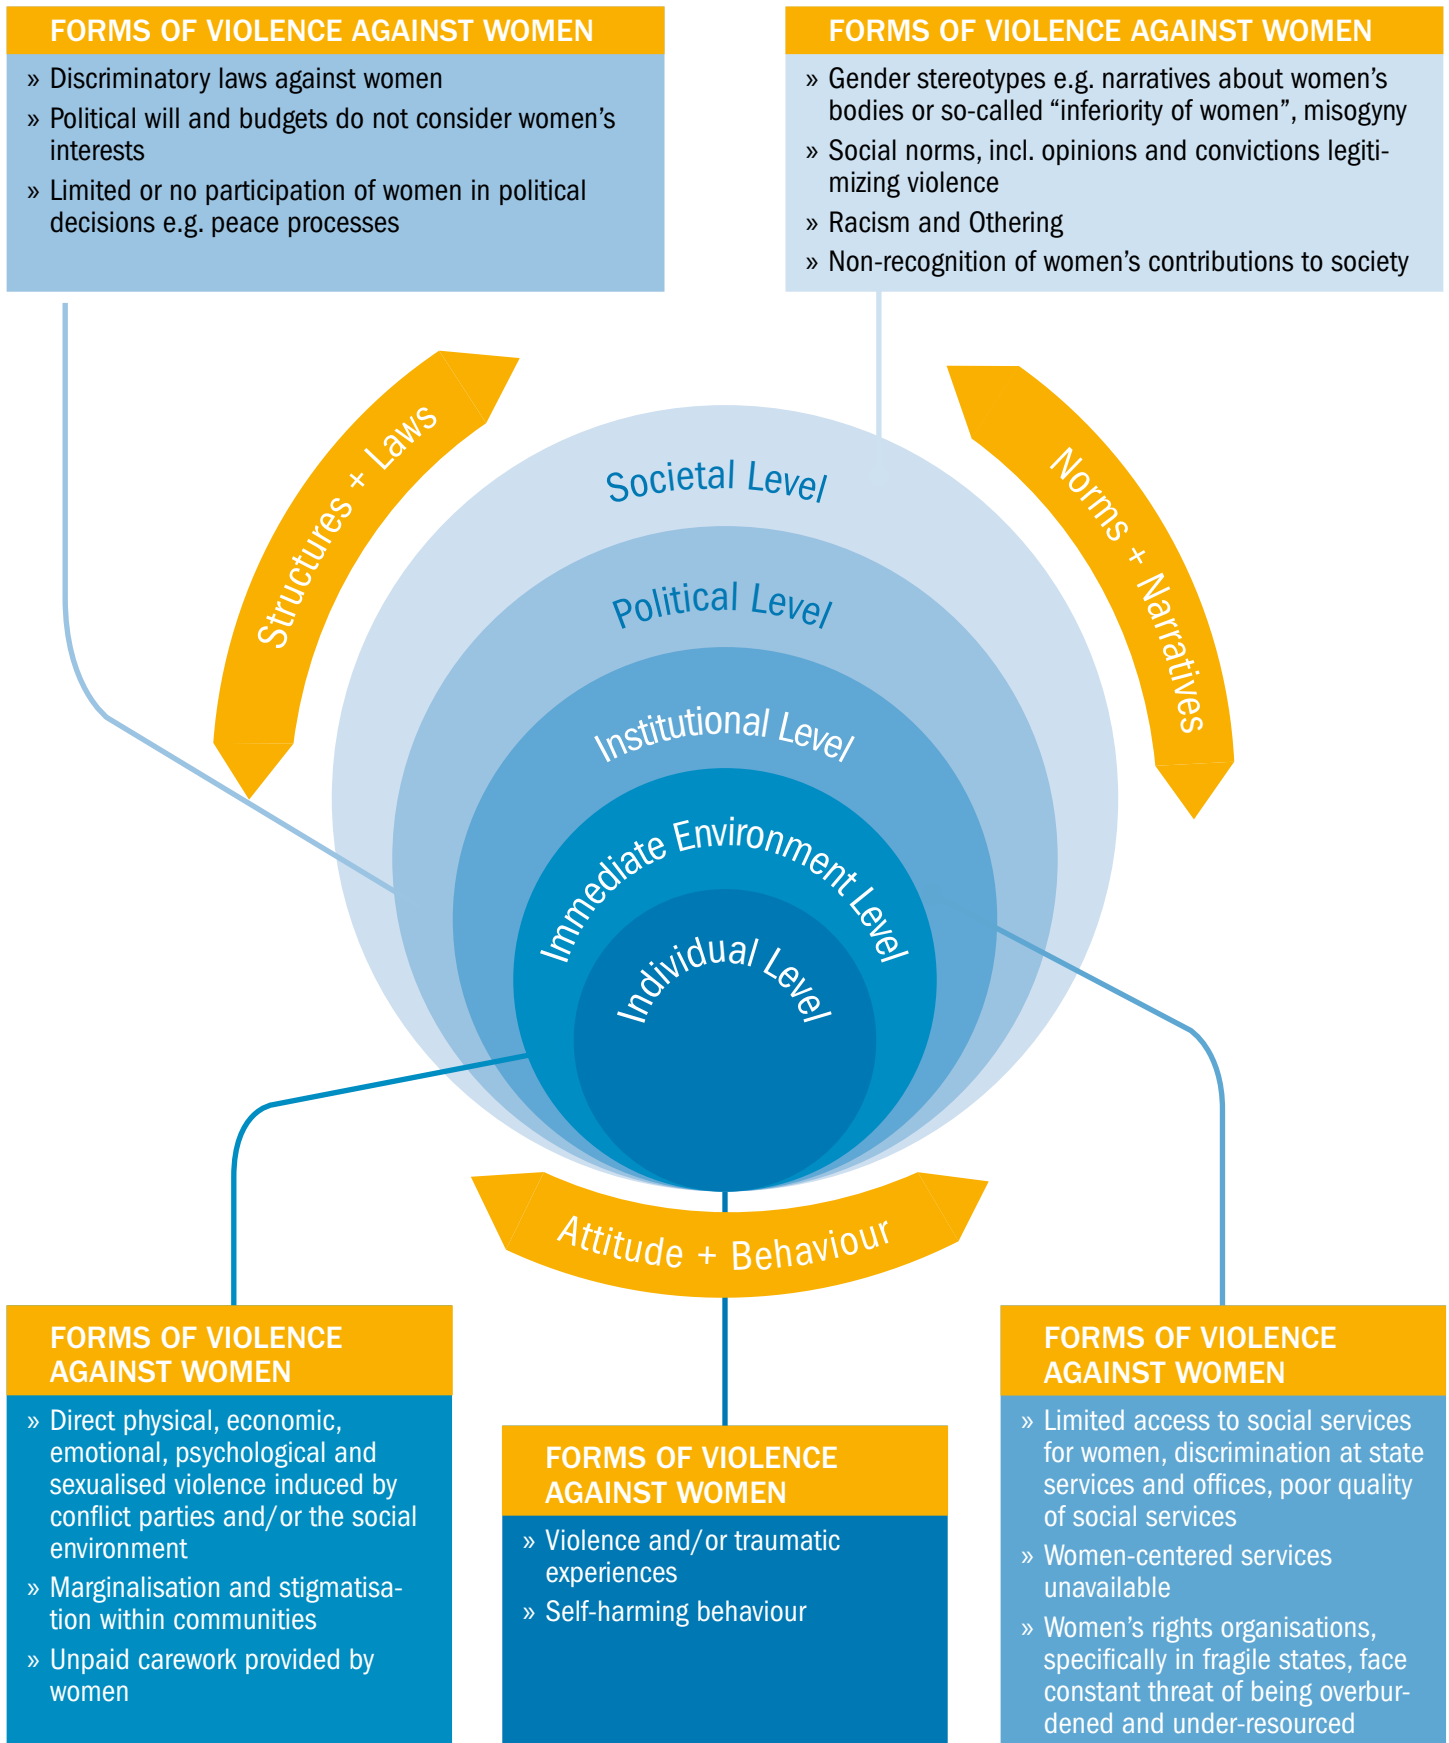 FORMS OF VIOLENCE AGAINST WOMEN
» Discriminatory laws against women
» Political will and budgets do not consider women’s
interests
» Limited or no participation of women in political
decisions e.g. peace processes
FORMS OF VIOLENCE AGAINST WOMEN
» Gender stereotypes e.g. narratives about women’s
bodies or so-called “inferiority of women”, misogyny
» Social norms, incl. opinions and convictions legiti-
mizing violence
» Racism and Othering
» Non-recognition of women’s contributions to society
Structures + Laws
Norms + Narratives
Societal Level
Political Level
Institutional Level
Immediate Environment Level
Individual Level
Attitude + Behaviour
FORMS OF VIOLENCE
AGAINST WOMEN
» Direct physical, economic,
emotional, psychological and
sexualised violence induced by
conflict parties and/or the social
environment
» Marginalisation and stigmatisa-
tion within communities
» Unpaid carework provided by
women
FORMS OF VIOLENCE
AGAINST WOMEN
» Violence and/or traumatic
experiences
» Self-harming behaviour
FORMS OF VIOLENCE
AGAINST WOMEN
» Limited access to social services
for women, discrimination at state
services and offices, poor quality
of social services
» Women-centered services
unavailable
» Women’s rights organisations,
specifically in fragile states, face
constant threat of being overbur-
dened and under-resourced